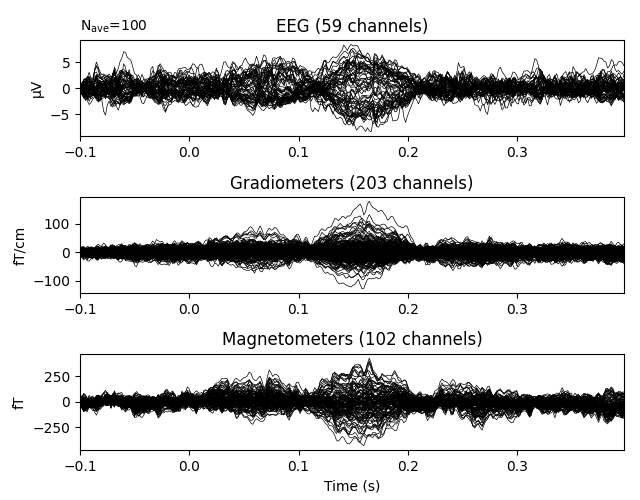 N_ave=100
EEG (59 channels)
5
0
−5
µV
−0.1 0.0 0.1 0.2 0.3
Gradiometers (203 channels)
100
0
−100
fT/cm
−0.1 0.0 0.1 0.2 0.3
Magnetometers (102 channels)
250
0
−250
fT
−0.1 0.0 0.1 0.2 0.3
Time (s)